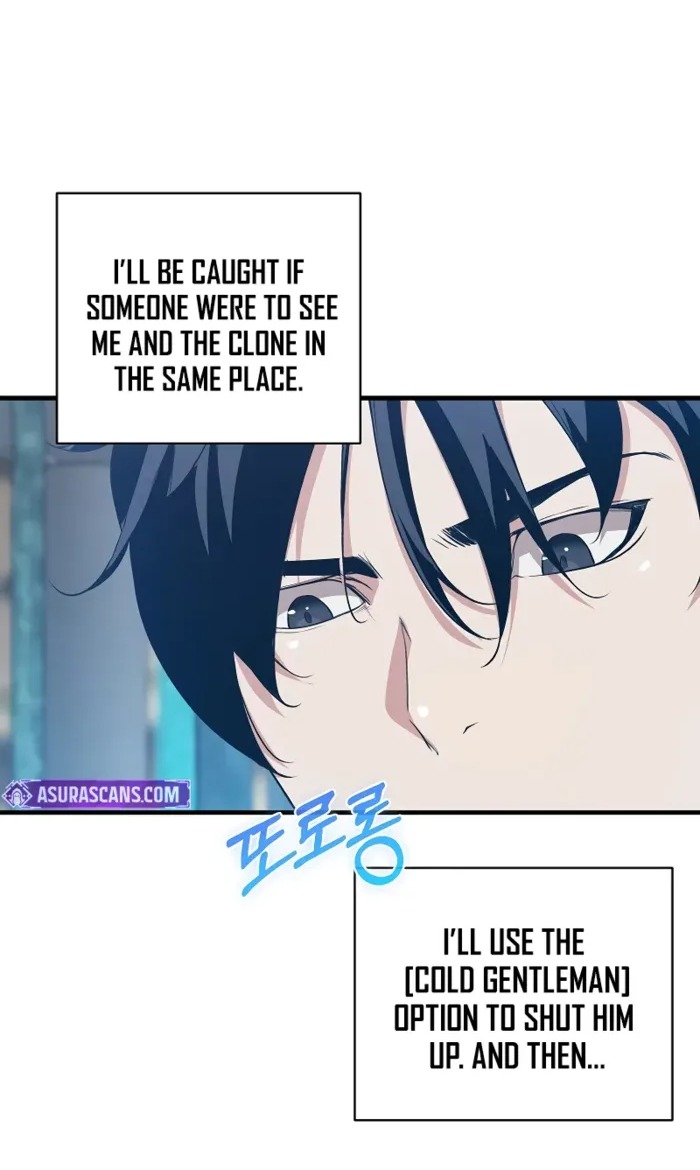 I'LL BE CAUGHT IF
SOMEONE WERE TO SEE
ME AND THE CLONE IN
THE SAME PLACE.
ASURASCANS.COM
또로롱
I'LL USE THE
[COLD GENTLEMAN]
OPTION TO SHUT HIM
UP. AND THEN...